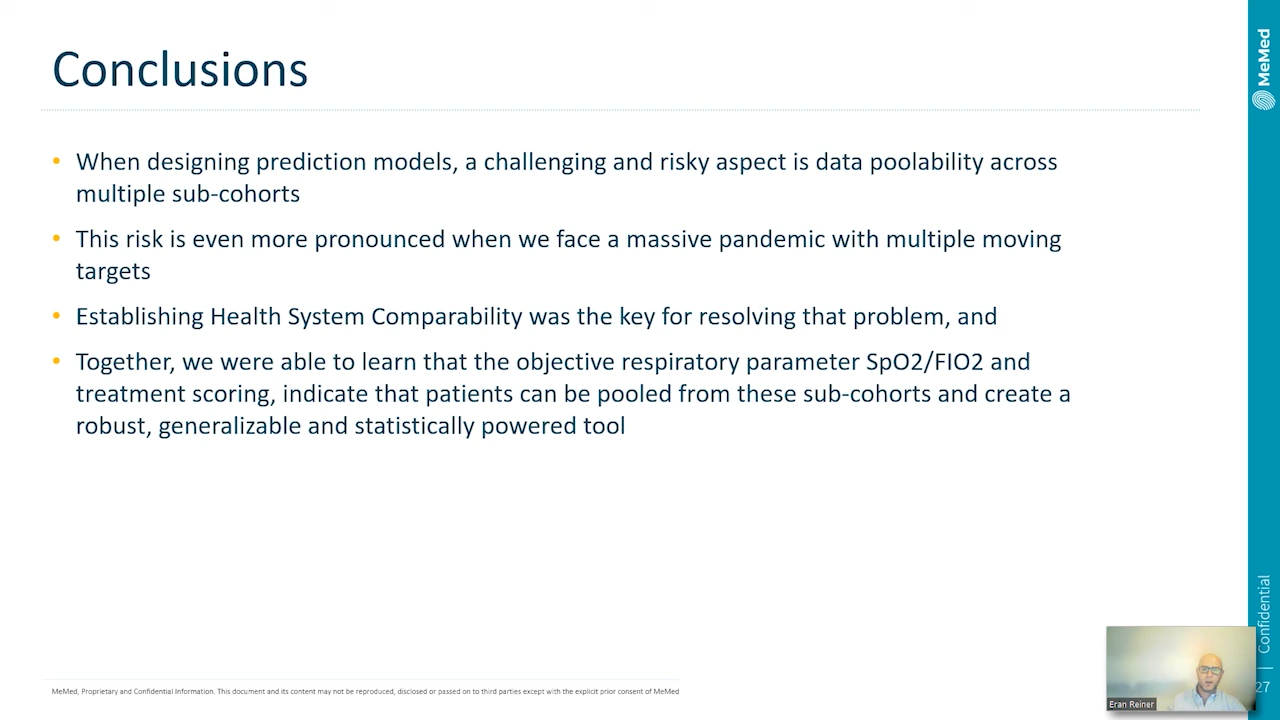 Conclusions
• When designing prediction models, a challenging and risky aspect is data poolability across
multiple sub-cohorts
• This risk is even more pronounced when we face a massive pandemic with multiple moving
targets
• Establishing Health System Comparability was the key for resolving that problem, and
• Together, we were able to learn that the objective respiratory parameter SpO2/FIO2 and
treatment scoring, indicate that patients can be pooled from these sub-cohorts and create a
robust, generalizable and statistically powered tool
MeMed, Proprietary and Confidential Information. This document and its content may not be reproduced, disclosed or passed on to third parties except with the explicit prior consent of MeMed
MeMed
Confidential
27
Eran Reiner